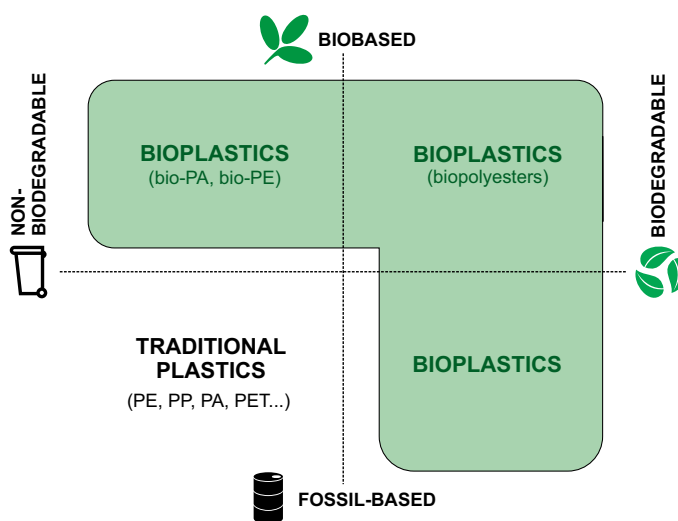 BIOBASED
NON-
BIODEGRADABLE
BIOPLASTICS
(bio-PA, bio-PE)
BIOPLASTICS
(biopolyesters)
BIODEGRADABLE
TRADITIONAL
PLASTICS
(PE, PP, PA, PET...)
BIOPLASTICS
FOSSIL-BASED